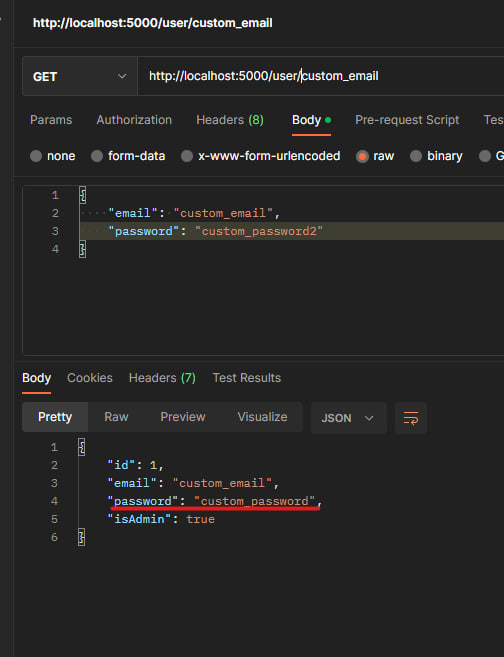 http://localhost:5000/user/custom_email
GET http://localhost:5000/user/custom_email
Params Authorization Headers (8) Body Pre-request Script
none form-data x-www-form-urlencoded raw binary
1 {
2 "email": "custom_email",
3 "password": "custom_password2"
4 }
Body Cookies Headers (7) Test Results
Pretty Raw Preview Visualize JSON
1 {
2 "id": 1,
3 "email": "custom_email",
4 "password": "custom_password",
5 "isAdmin": true
6 }